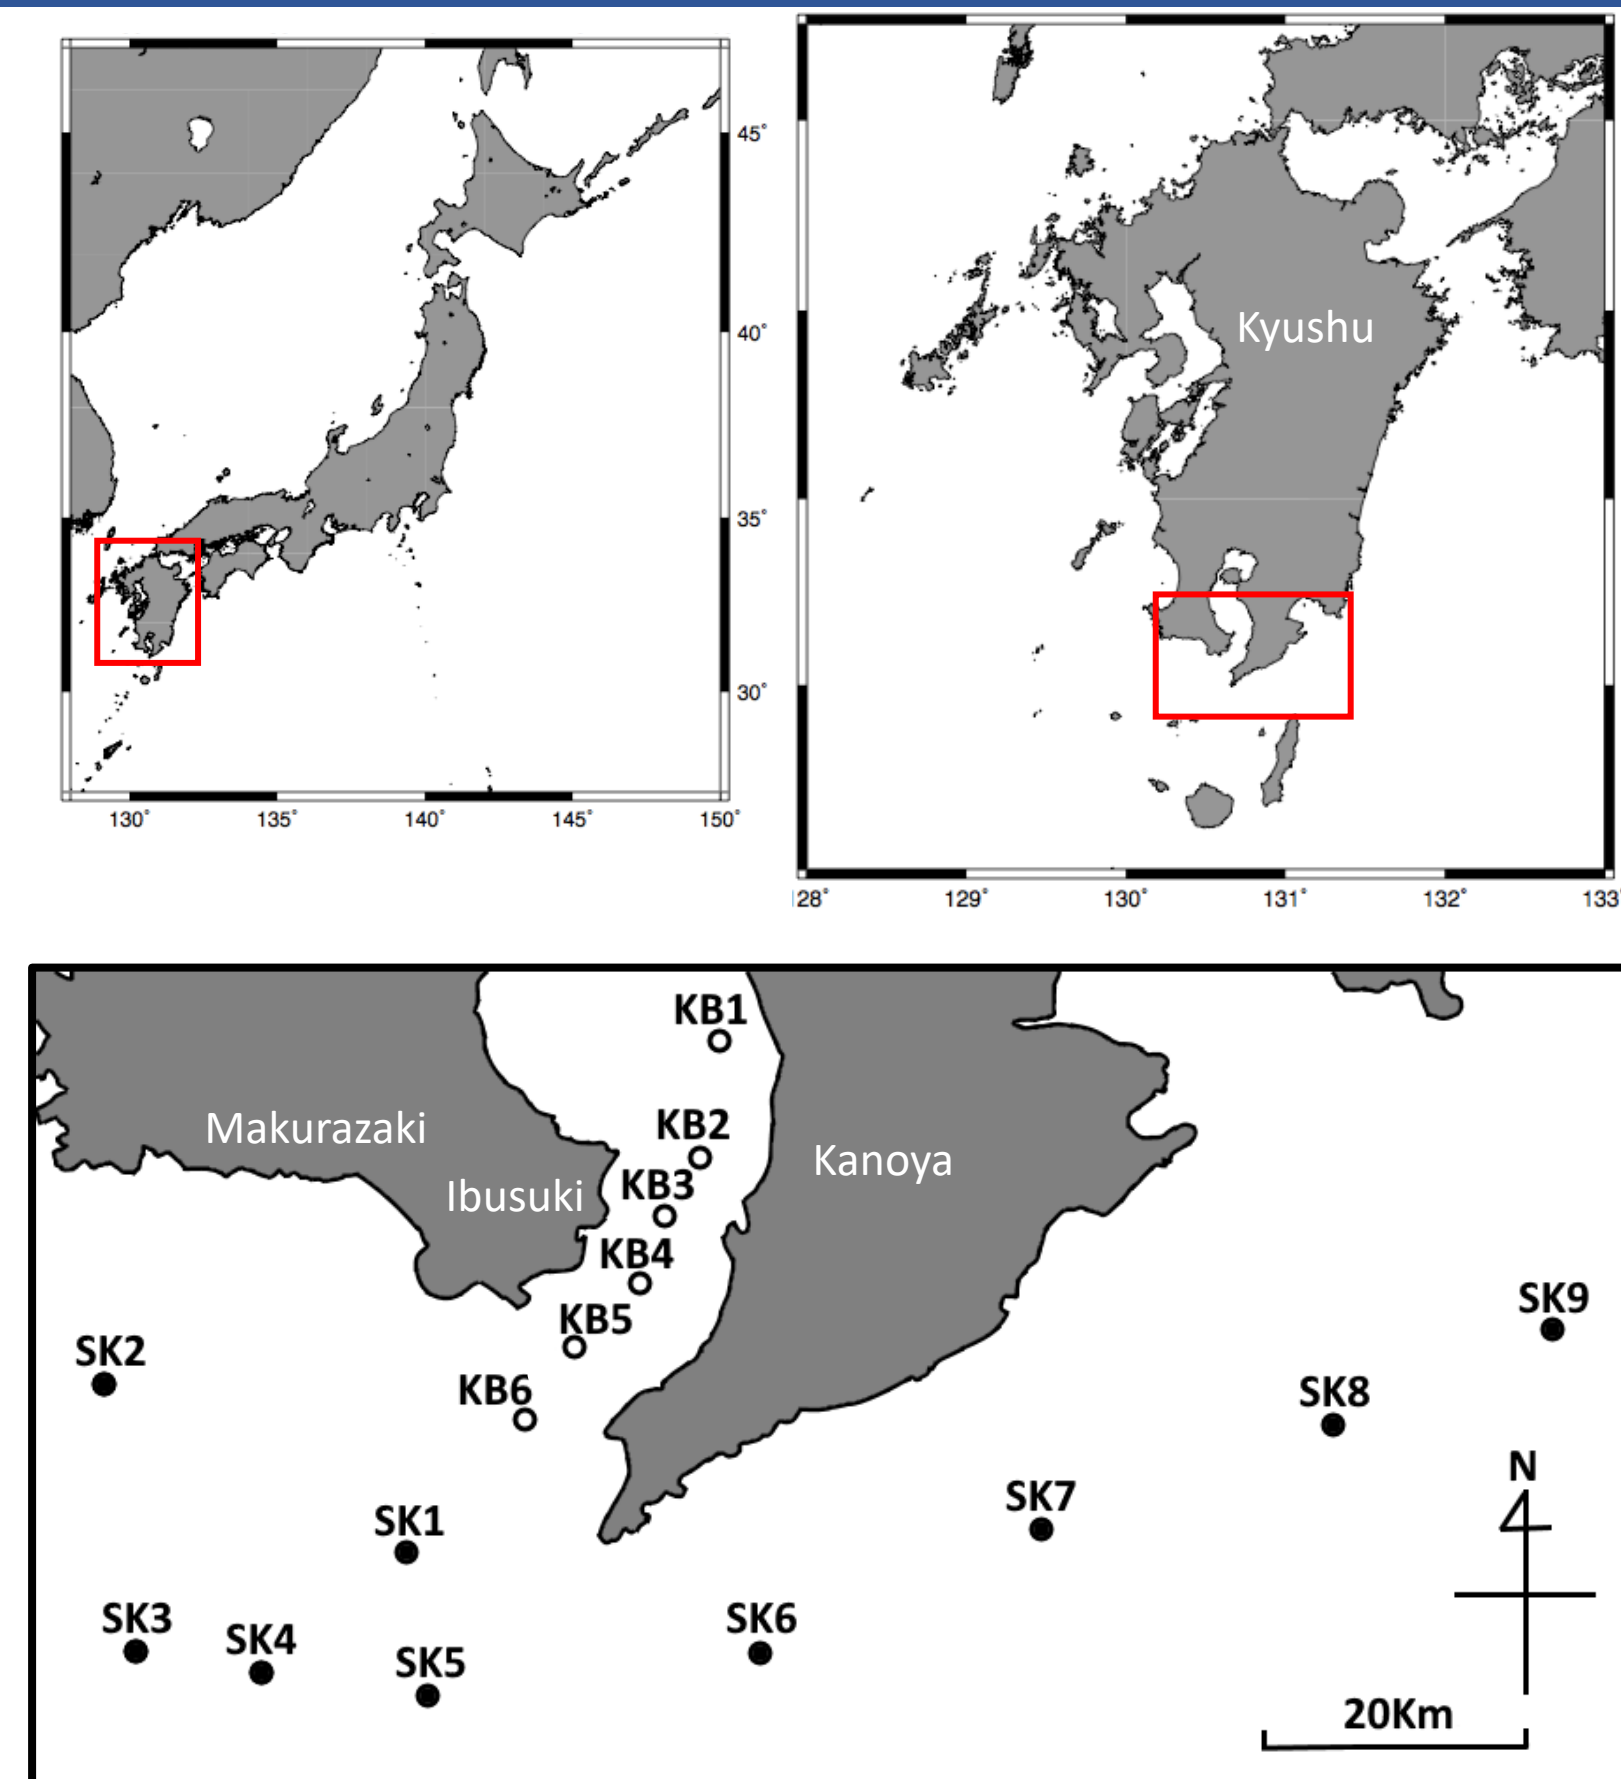 45°
40°
35°
30°
130°
135°
140°
145°
150°
Kyushu
128°
129°
130°
131°
132°
133°
KB1
KB2
Makurazaki
Kanoya
KB3
Ibusuki
KB4
SK9
KB5
SK2
KB6
SK8
N
SK7
SK1
SK3
SK6
SK4
SK5
20Km